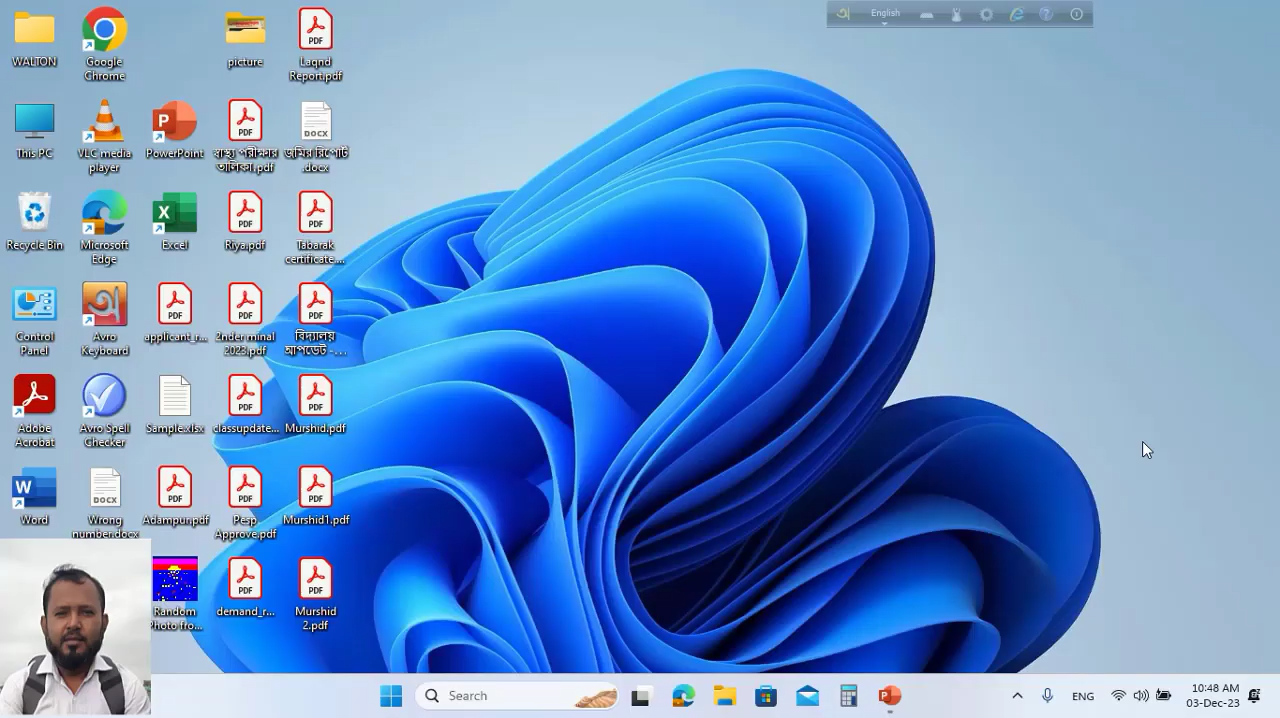 English
WALTON
Google
Chrome
picture
Laqnd
Report.pdf
This PC
VLC media
player
PowerPoint
স্বাস্থ্য পরীক্ষার
তালিকা.pdf
জমির রিপোর্ট
.docx
Recycle Bin
Microsoft
Edge
Excel
Riya.pdf
Tabarak
certificate....
Control
Panel
Avro
Keyboard
applicant_r...
2nder minal
2023.pdf
বিদ্যালয়
আপডেট - ...
Adobe
Acrobat
Avro Spell
Checker
Sample.xlsx
classupdate...
Murshid.pdf
Word
Wrong
number.docx
Adampur.pdf
Pesp
Approve.pdf
Murshid1.pdf
Random
Photo fro...
demand_r...
Murshid
2.pdf
Search
ENG
10:48 AM
03-Dec-23